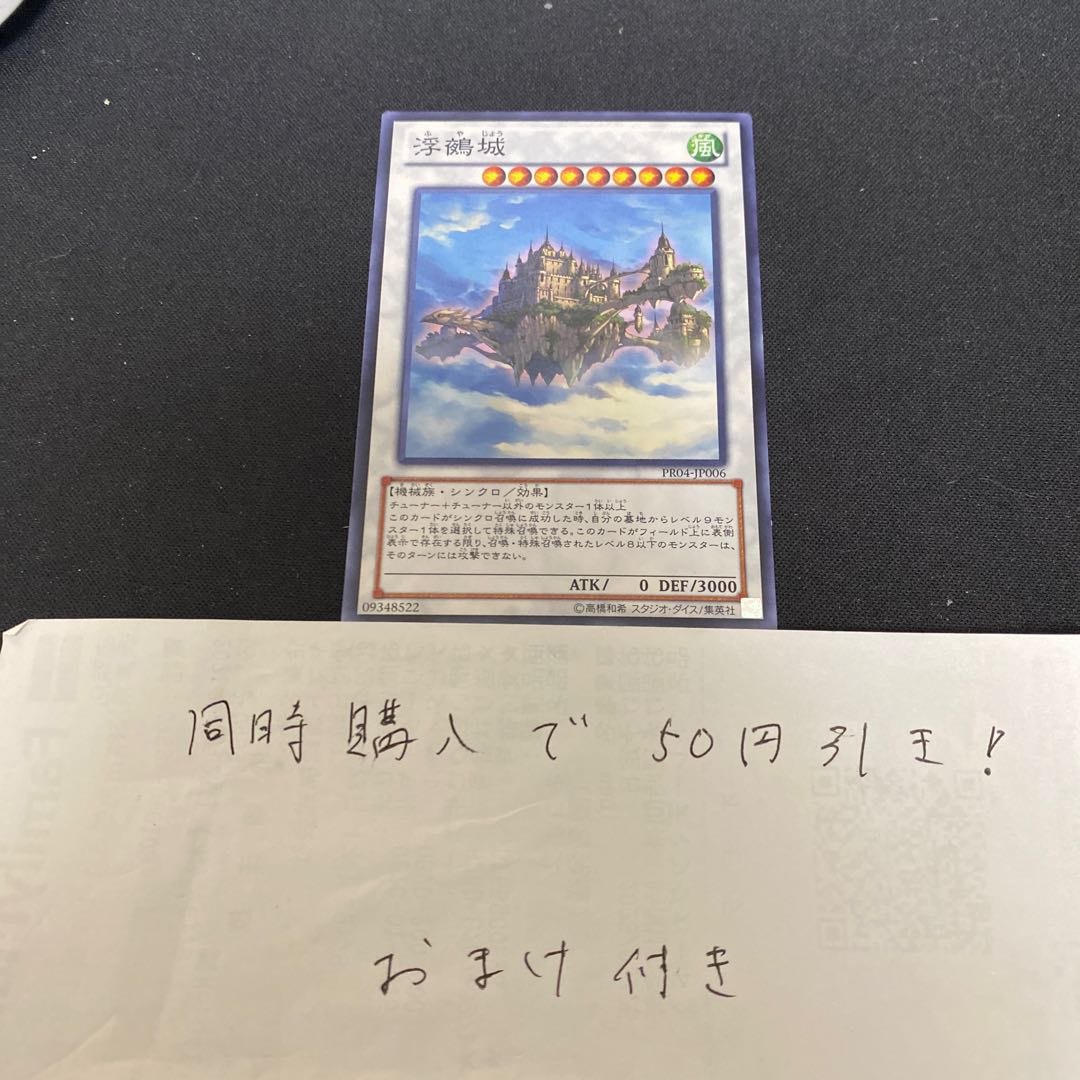 ふ や じょう
浮鵺城
風
PR04-JP006
【機械族・シンクロ/効果】
チューナー+チューナー以外のモンスター1体以上
このカードがシンクロ召喚に成功した時、自分の墓地からレベル9モン
スター1体を選択して特殊召喚できる。このカードがフィールド上に表側
表示で存在する限り、召喚・特殊召喚されたレベル8以下のモンスターは、
そのターンには攻撃できない。
ATK/ 0 DEF/3000
09348522 ©高橋和希 スタジオ・ダイス/集英社
同時購入で 50円引き!
おまけ付き